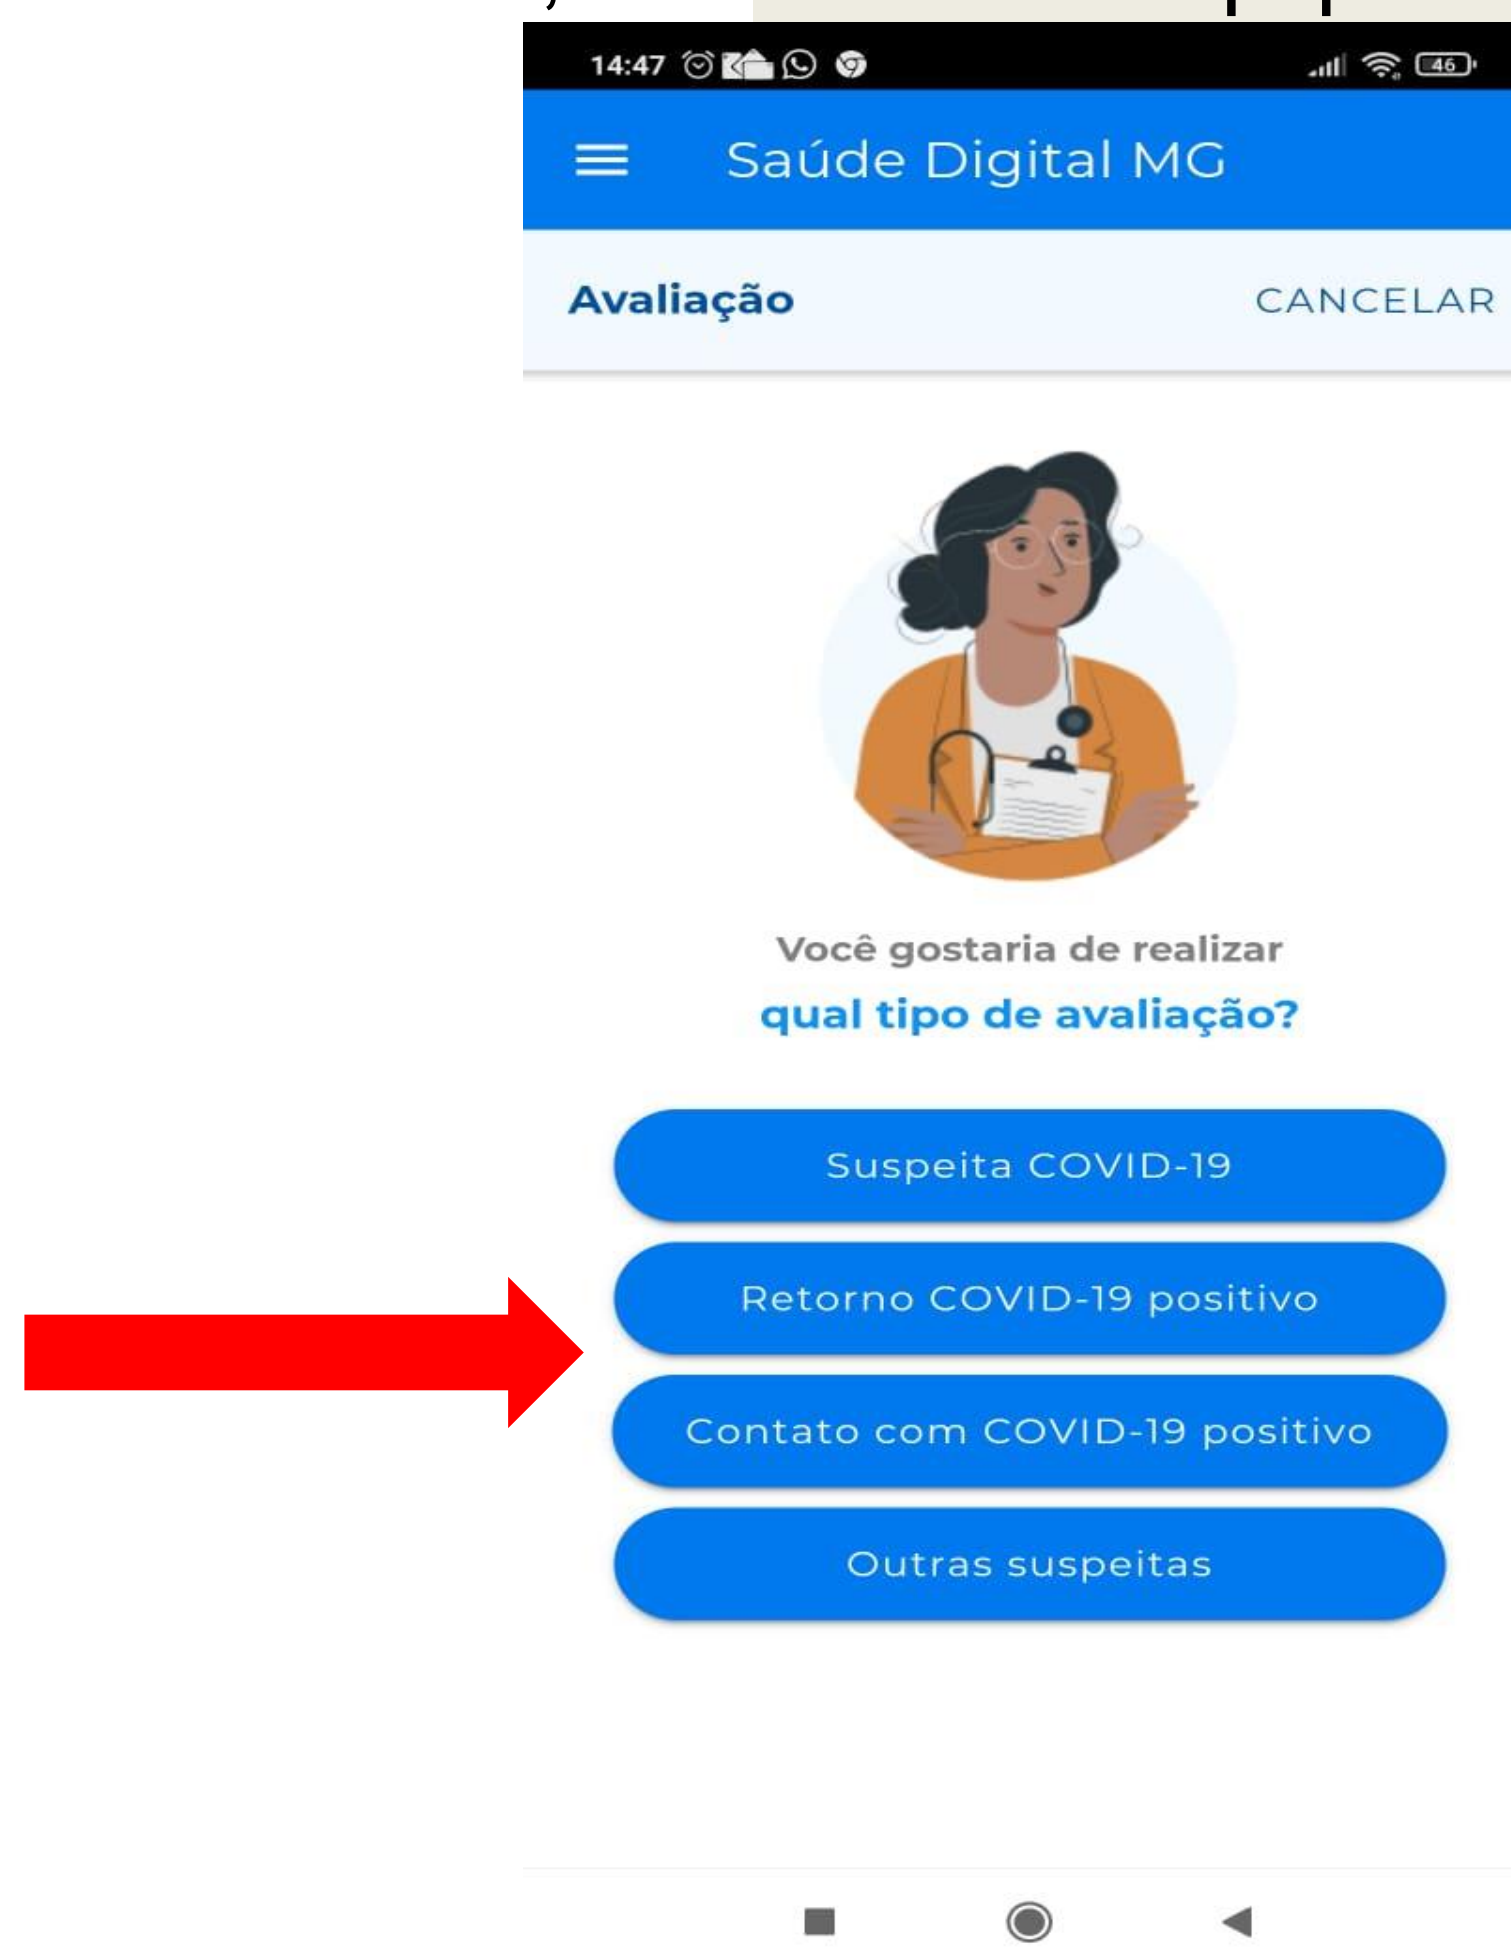 14:47
46
Saúde Digital MG
Avaliação
CANCELAR
Você gostaria de realizar
qual tipo de avaliação?
Suspeita COVID-19
Retorno COVID-19 positivo
Contato com COVID-19 positivo
Outras suspeitas